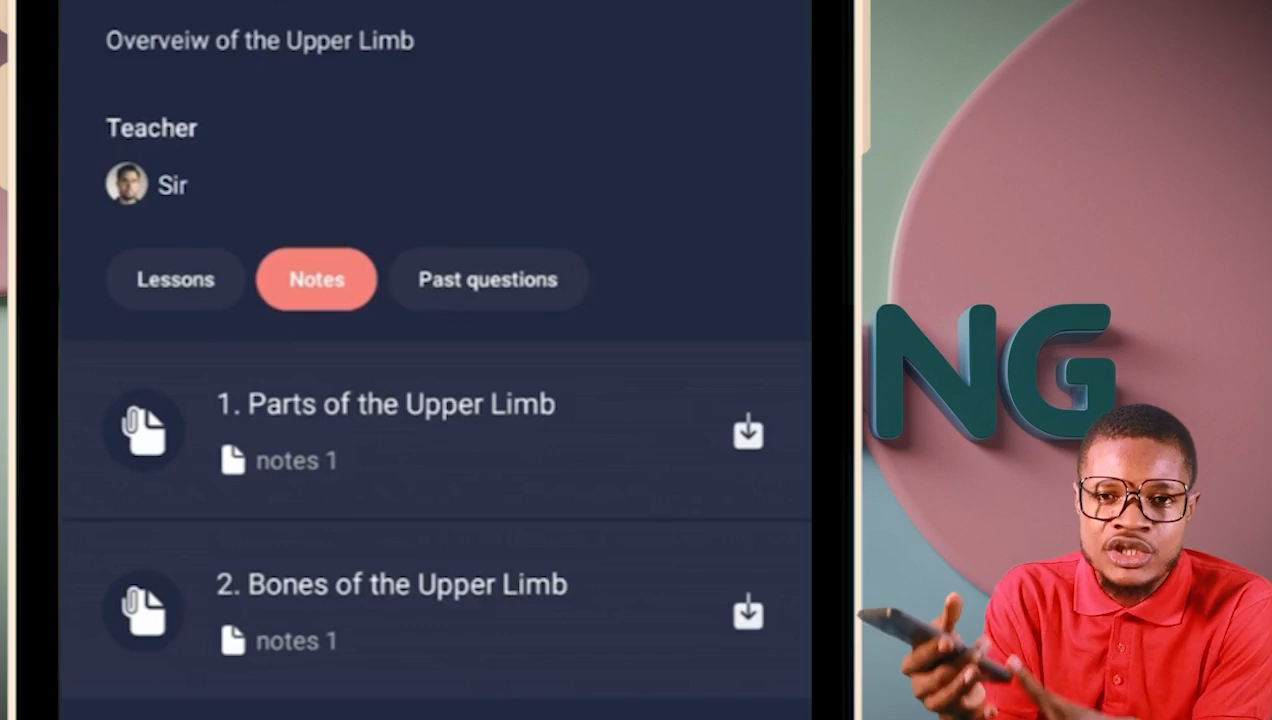 Overveiw of the Upper Limb
Teacher
Sir
Lessons
Notes
Past questions
1. Parts of the Upper Limb
notes 1
2. Bones of the Upper Limb
notes 1
NG